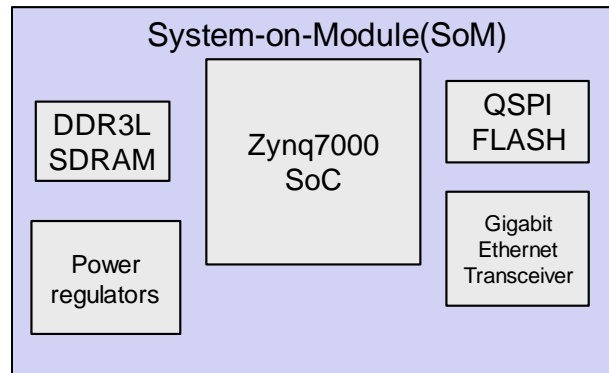 System-on-Module(SoM)
DDR3L
SDRAM
Zynq7000
SoC
QSPI
FLASH
Power
regulators
Gigabit
Ethernet
Transceiver